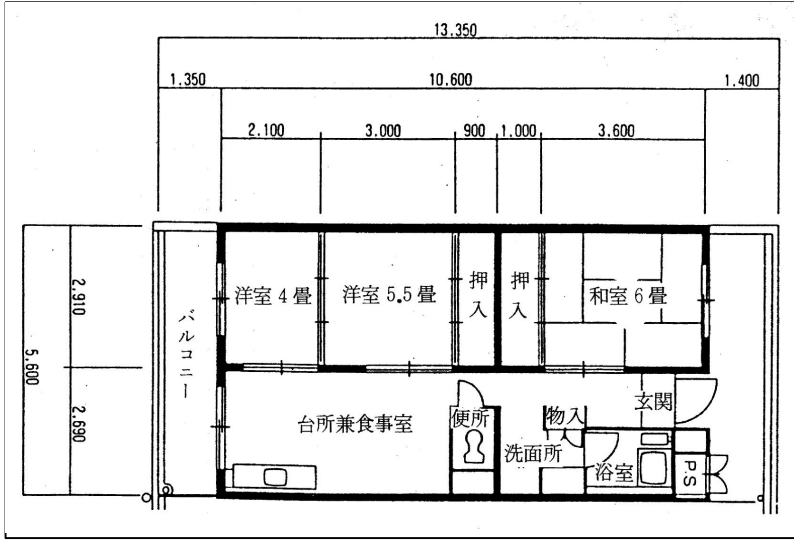 13.350
1.350 10.600 1.400
2.100 3.000 900 1.000 3.600
5.600
2.910
2.690
バルコニー
洋室4畳
洋室5.5畳
押入
押入
和室6畳
台所兼食事室
便所
物入
玄関
洗面所
浴室
P.S